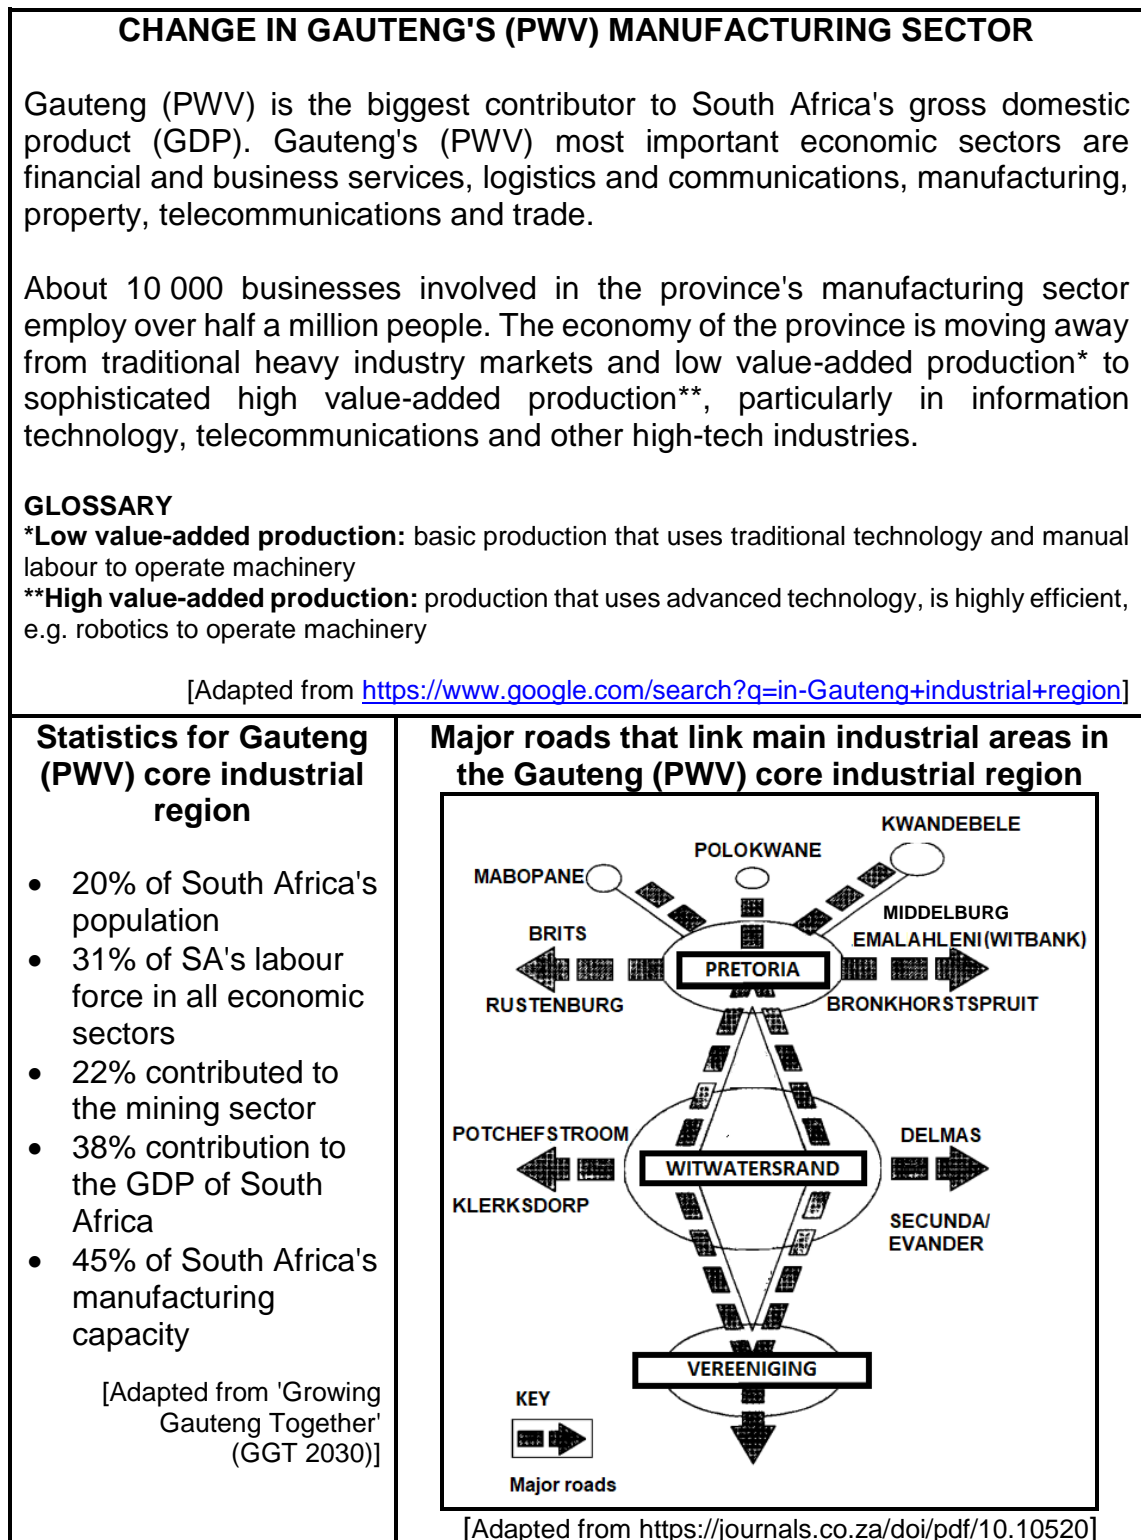 CHANGE IN GAUTENG'S (PWV) MANUFACTURING SECTOR
Gauteng (PWV) is the biggest contributor to South Africa's gross domestic
product (GDP). Gauteng's (PWV) most important economic sectors are
financial and business services, logistics and communications, manufacturing,
property, telecommunications and trade.
About 10 000 businesses involved in the province's manufacturing sector
employ over half a million people. The economy of the province is moving away
from traditional heavy industry markets and low value-added production* to
sophisticated high value-added production**, particularly in information
technology, telecommunications and other high-tech industries.
GLOSSARY
*Low value-added production: basic production that uses traditional technology and manual
labour to operate machinery
**High value-added production: production that uses advanced technology, is highly efficient,
e.g. robotics to operate machinery
[Adapted from https://www.google.com/search?q=in-Gauteng+industrial+region]
Statistics for Gauteng
(PWV) core industrial
region
• 20% of South Africa's
population
• 31% of SA's labour
force in all economic
sectors
• 22% contributed to
the mining sector
• 38% contribution to
the GDP of South
Africa
• 45% of South Africa's
manufacturing
capacity
[Adapted from 'Growing
Gauteng Together'
(GGT 2030)]
Major roads that link main industrial areas in
the Gauteng (PWV) core industrial region
KWANDEBELE
POLOKWANE
MABOPANE
MIDDELBURG
BRITS
EMALAHLENI(WITBANK)
PRETORIA
RUSTENBURG
BRONKHORSTSPRUIT
POTCHEFSTROOM
DELMAS
WITWATERSRAND
KLERKSDORP
SECUNDA/
EVANDER
VEREENIGING
KEY
Major roads
[Adapted from https://journals.co.za/doi/pdf/10.10520]